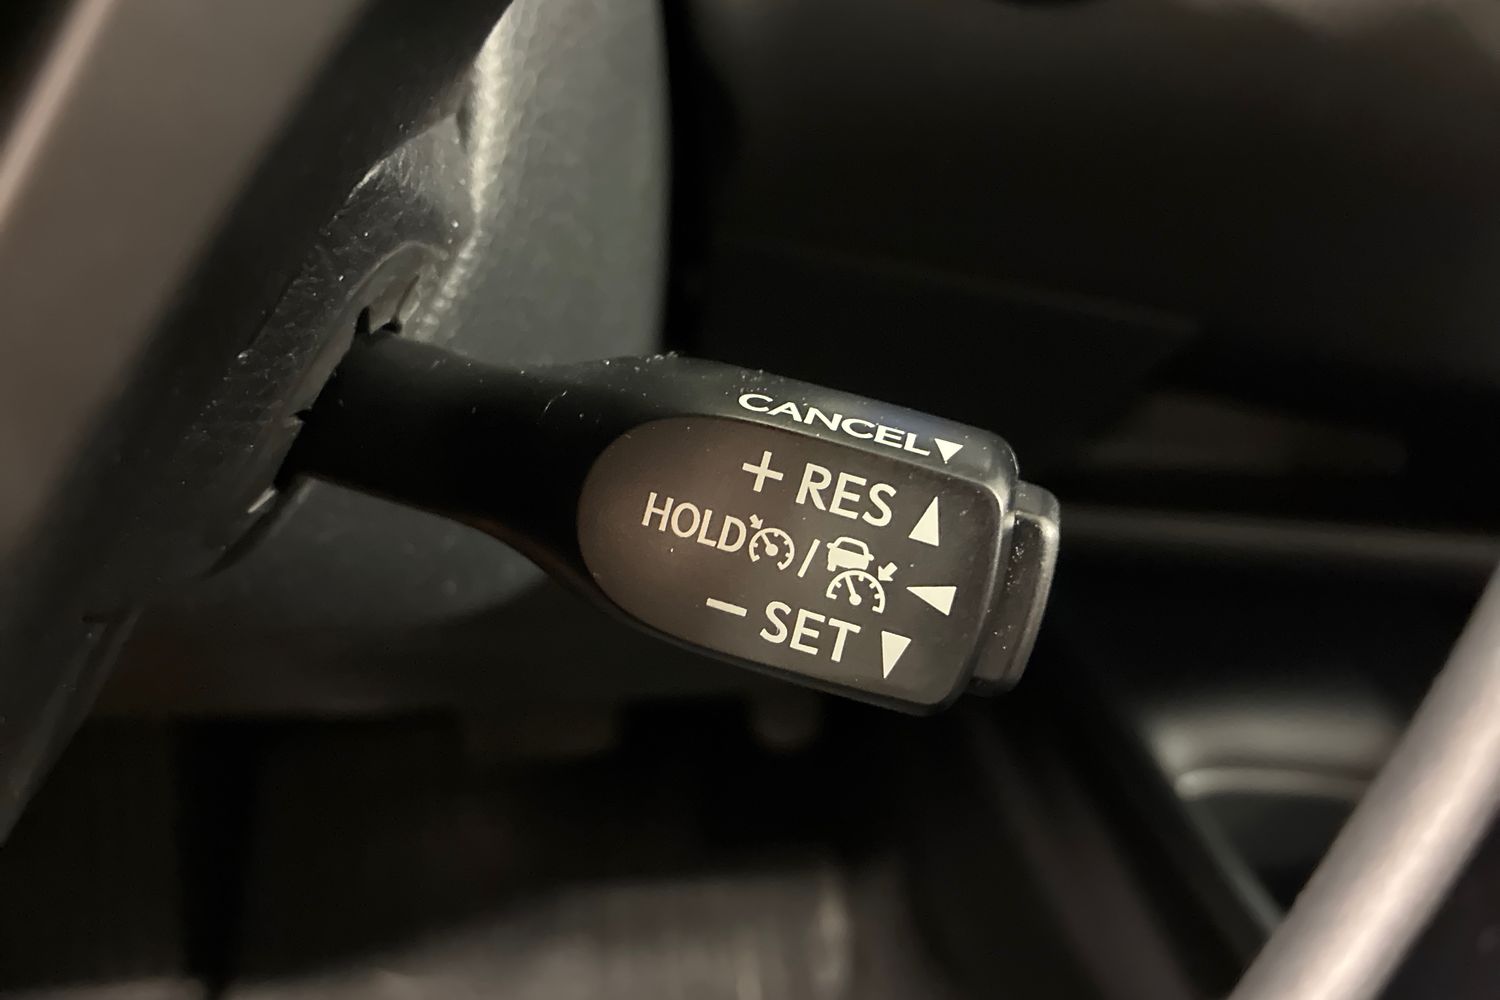 CANCEL▼
+ RES ▲
HOLD / ◀
− SET ▼